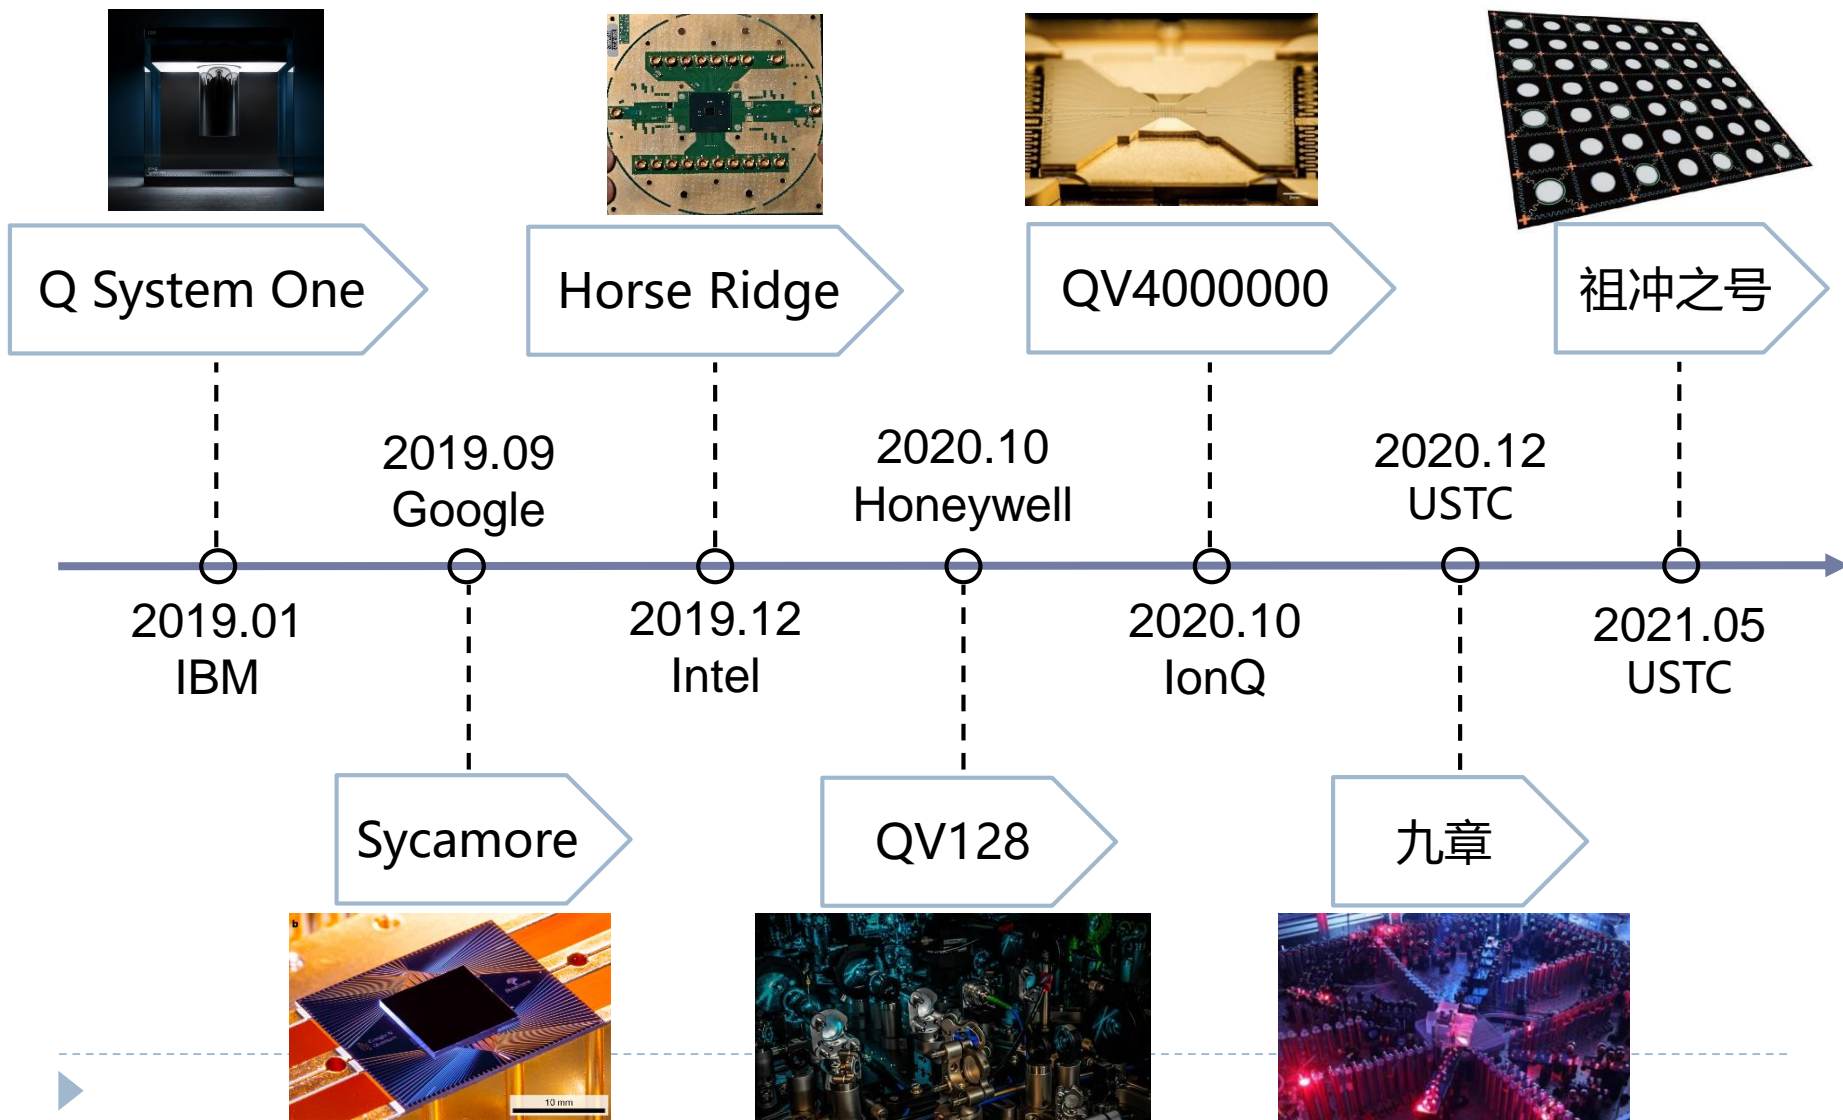 Q System One
Horse Ridge
QV4000000
祖冲之号
2019.09
Google
2020.10
Honeywell
2020.12
USTC
2019.01
IBM
2019.12
Intel
2020.10
IonQ
2021.05
USTC
Sycamore
QV128
九章
b
10 mm